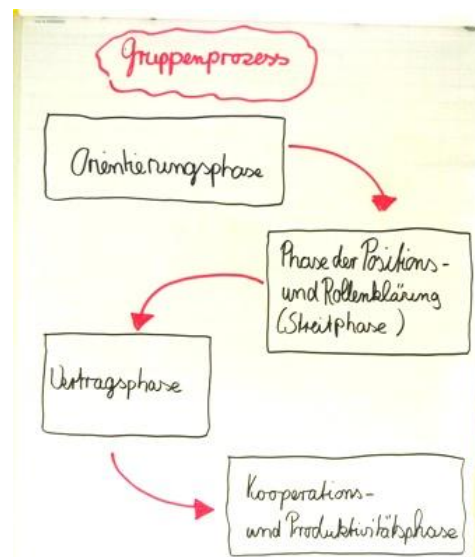 Gruppenprozess
Orientierungsphase
Phase der Positions-
und Rollenklärung
(Streitphase)
Vertragsphase
Kooperations-
und Produktivitätsphase